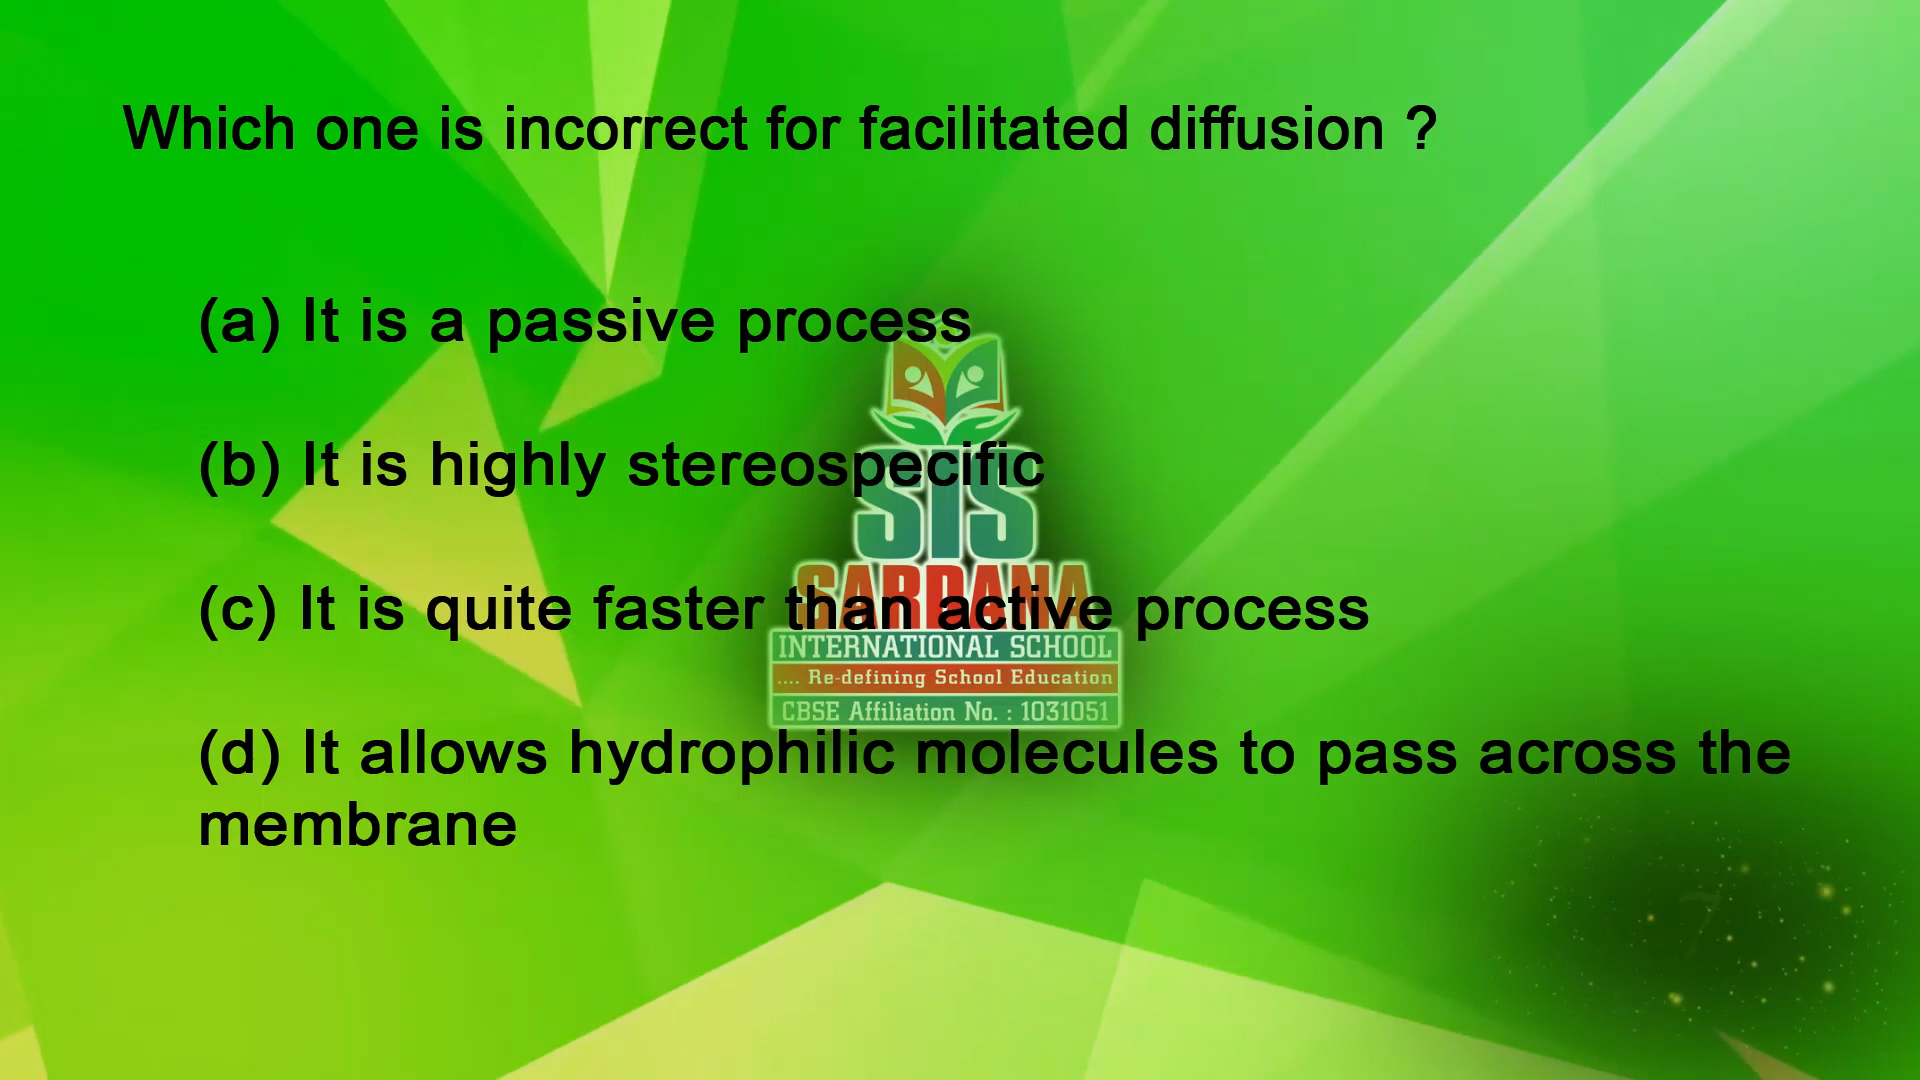 Which one is incorrect for facilitated diffusion ?
(a) It is a passive process
(b) It is highly stereospecific
SIS
(c) It is quite faster than active process
SARDANA
INTERNATIONAL SCHOOL
.... Re-defining School Education
CBSE Affiliation No. : 1031051
(d) It allows hydrophilic molecules to pass across the
membrane